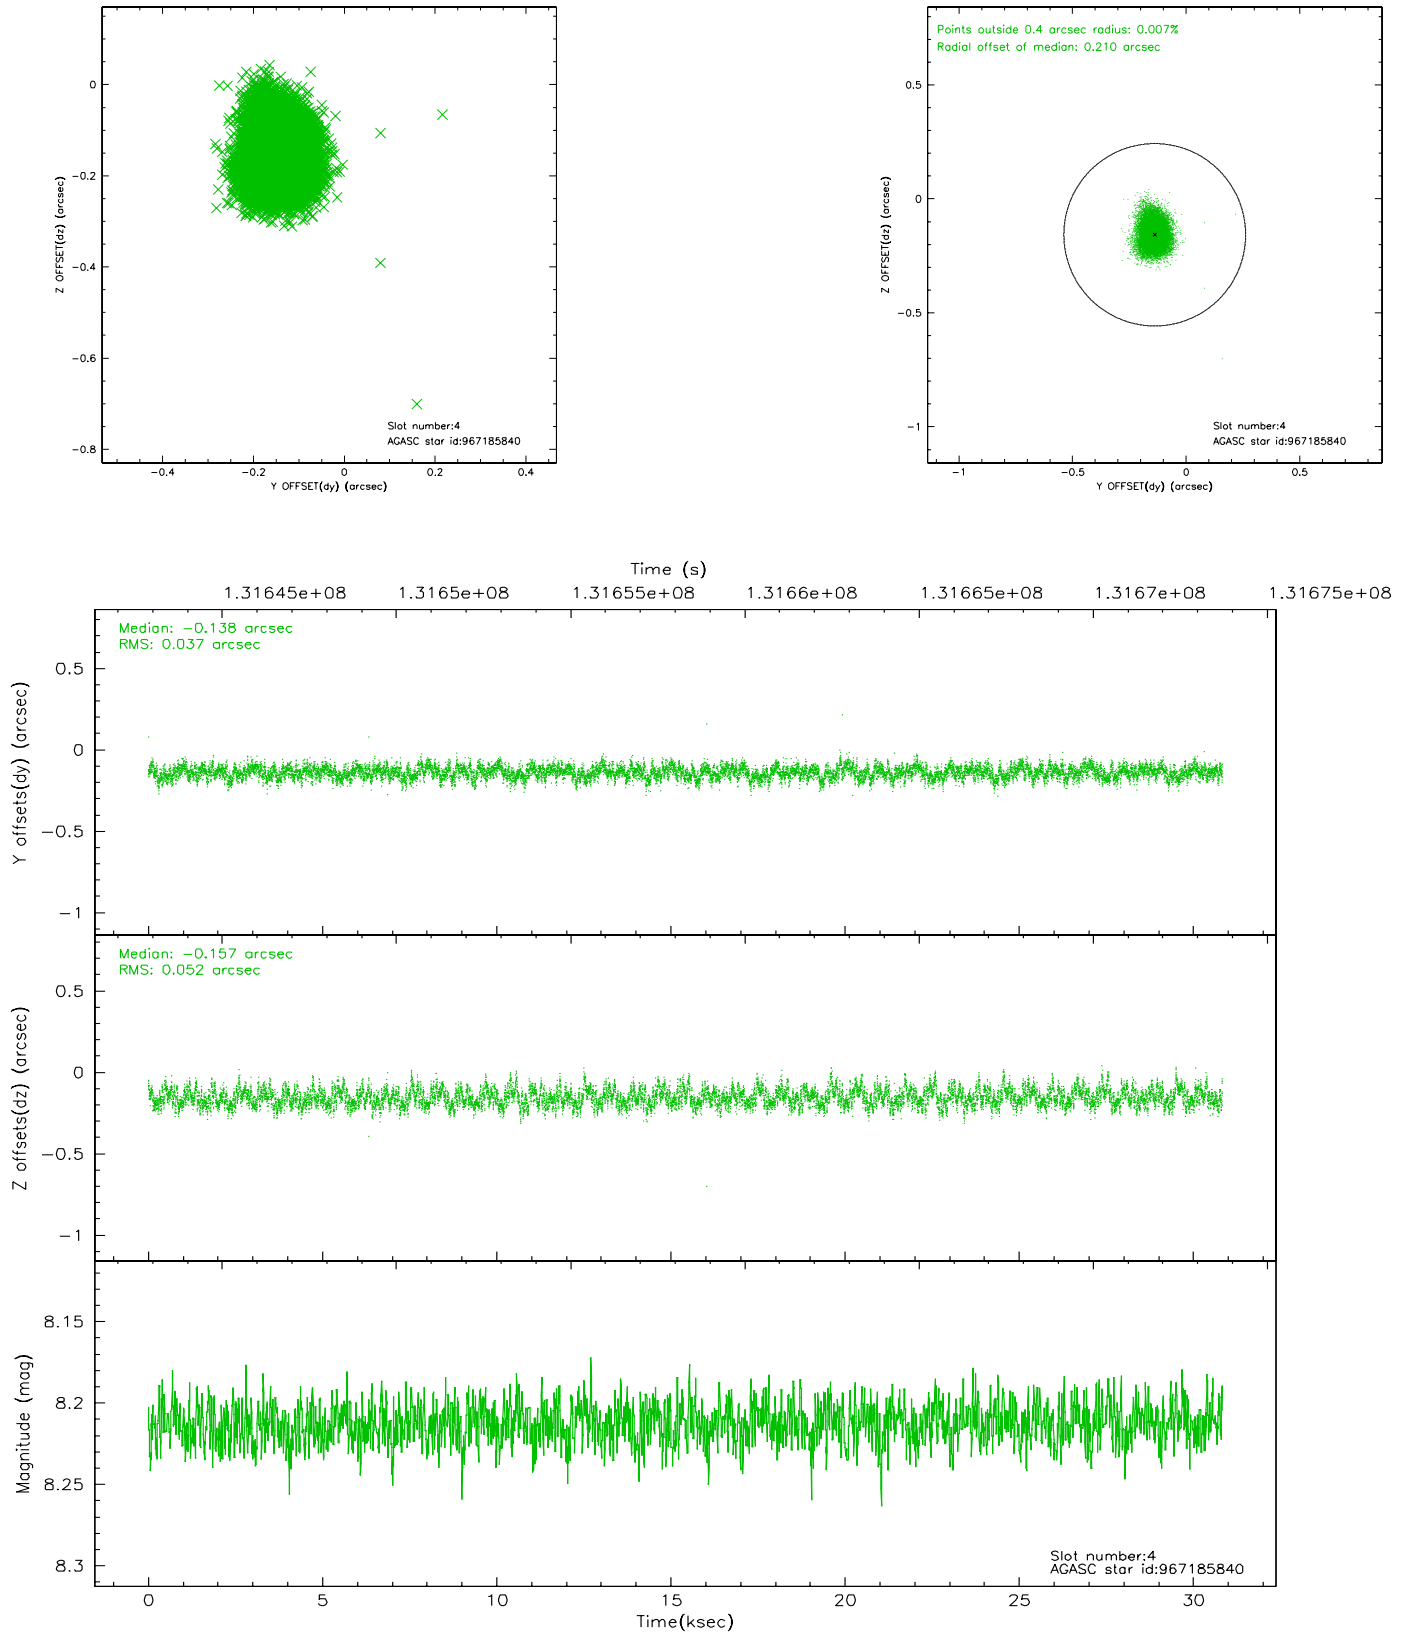 0
−0.2
−0.4
−0.6
−0.8
Z OFFSET(dz) (arcsec)
Slot number:4
AGASC star id:967185840
−0.4
−0.2
0
0.2
0.4
Y OFFSET(dy) (arcsec)
Points outside 0.4 arcsec radius: 0.007%
Radial offset of median: 0.210 arcsec
0.5
0
−0.5
−1
Z OFFSET(dz) (arcsec)
Slot number:4
AGASC star id:967185840
−1
−0.5
0
0.5
Y OFFSET(dy) (arcsec)
Time (s)
1.31645e+08
1.3165e+08
1.31655e+08
1.3166e+08
1.31665e+08
1.3167e+08
1.31675e+08
Median: −0.138 arcsec
RMS: 0.037 arcsec
0.5
0
−0.5
−1
Y offsets(dy) (arcsec)
Median: −0.157 arcsec
RMS: 0.052 arcsec
0.5
0
−0.5
−1
Z offsets(dz) (arcsec)
8.15
8.2
8.25
8.3
Magnitude (mag)
Slot number:4
AGASC star id:967185840
0
5
10
15
20
25
30
Time(ksec)